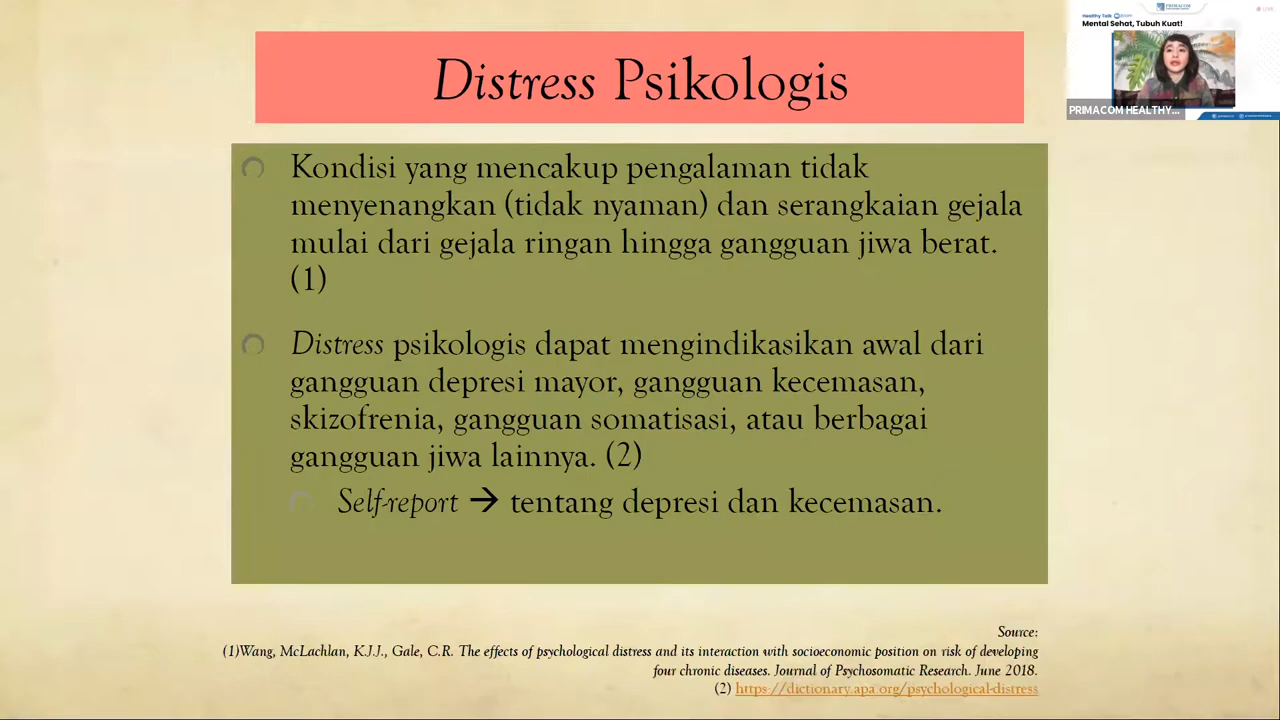 Distress Psikologis
Kondisi yang mencakup pengalaman tidak
menyenangkan (tidak nyaman) dan serangkaian gejala
mulai dari gejala ringan hingga gangguan jiwa berat.
(1)
Distress psikologis dapat mengindikasikan awal dari
gangguan depresi mayor, gangguan kecemasan,
skizofrenia, gangguan somatisasi, atau berbagai
gangguan jiwa lainnya. (2)
Self-report → tentang depresi dan kecemasan.
Source:
(1)Wang, McLachlan, K.J.J., Gale, C.R. The effects of psychological distress and its interaction with socioeconomic position on risk of developing
four chronic diseases. Journal of Psychosomatic Research. June 2018.
(2) https://dictionary.apa.org/psychological-distress
PRIMACOM
LIVE
Healthy Talk
Mental Sehat, Tubuh Kuat!
PRIMACOM HEALTHY...